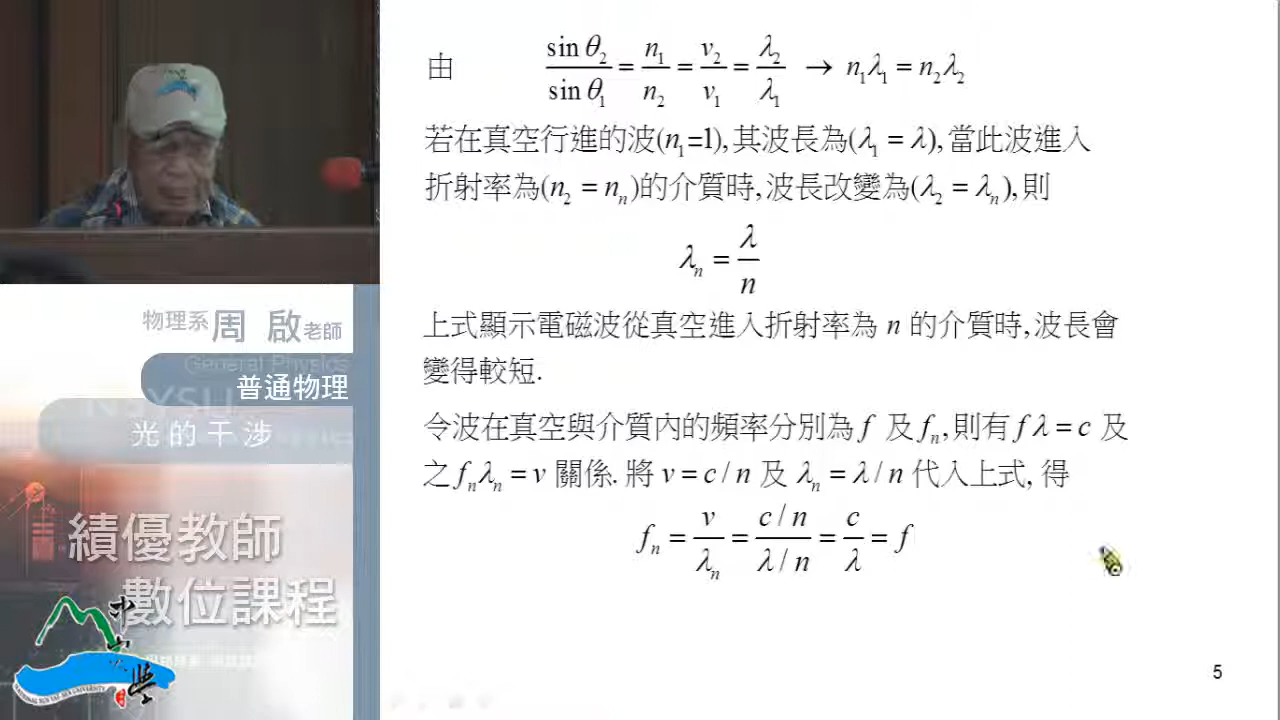 由 sin θ₂ / sin θ₁ = n₁ / n₂ = v₂ / v₁ = λ₂ / λ₁ → n₁λ₁ = n₂λ₂
若在真空行進的波(n₁=1),其波長為(λ₁ = λ),當此波進入
折射率為(n₂ = nₙ)的介質時,波長改變為(λ₂ = λₙ),則
λₙ = λ / n
上式顯示電磁波從真空進入折射率為 n 的介質時,波長會
變得較短.
令波在真空與介質內的頻率分別為 f 及 fₙ,則有 fλ = c 及
之 fₙλₙ = v 關係. 將 v = c / n 及 λₙ = λ / n 代入上式, 得
fₙ = v / λₙ = (c / n) / (λ / n) = c / λ = f
5
物理系 周 啟 老師
General Physics
普通物理
NSYSU
光的干涉
績優教師
數位課程